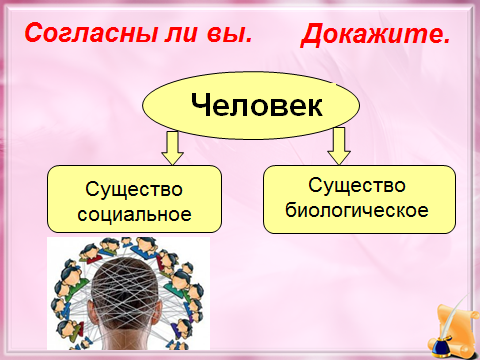 Согласны ли вы. Докажите.
Человек
Существо
социальное
Существо
биологическое